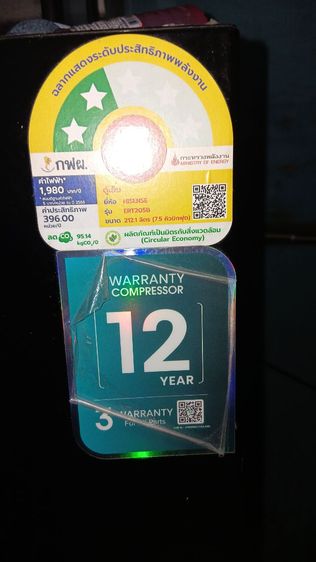 ฉลากแสดงระดับประสิทธิภาพพลังงาน
กฟผ.
กระทรวงพลังงาน
MINISTRY OF ENERGY
ค่าไฟฟ้า*
1,980 บาท/ปี
ค่าประสิทธิภาพ
396.00
หน่วย/ปี
ตู้เย็น
ยี่ห้อ HISENSE
รุ่น
ขนาด 212.1 ลิตร (7.5 คิวบิกฟุต)
ลด CO₂ 95.14
kgCO₂/ปี
ผลิตภัณฑ์เป็นมิตรกับสิ่งแวดล้อม
(Circular Economy)
WARRANTY
COMPRESSOR
12
YEAR
3 WARRANTY
Parts